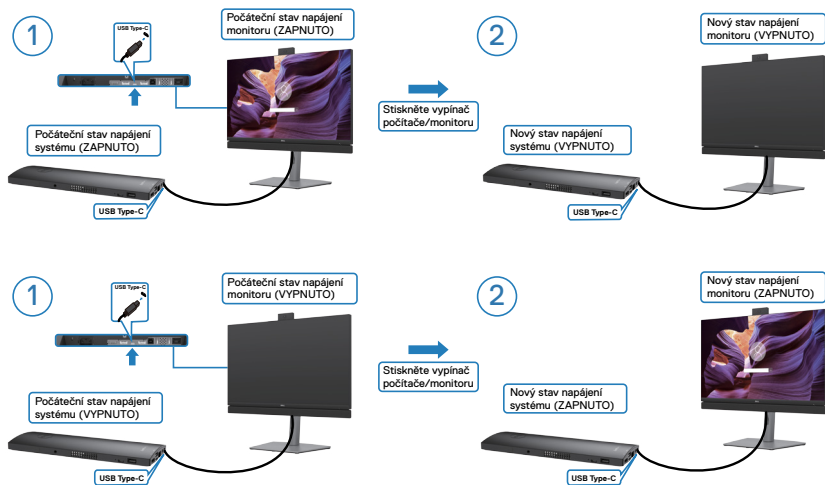 1
USB Type-C
Počáteční stav napájení
monitoru (ZAPNUTO)
Počáteční stav napájení
systému (ZAPNUTO)
USB Type-C
Stiskněte vypínač
počítače/monitoru
2
Nový stav napájení
monitoru (VYPNUTO)
Nový stav napájení
systému (VYPNUTO)
USB Type-C
1
USB Type-C
Počáteční stav napájení
monitoru (VYPNUTO)
Počáteční stav napájení
systému (VYPNUTO)
USB Type-C
Stiskněte vypínač
počítače/monitoru
2
Nový stav napájení
monitoru (ZAPNUTO)
Nový stav napájení
systému (ZAPNUTO)
USB Type-C